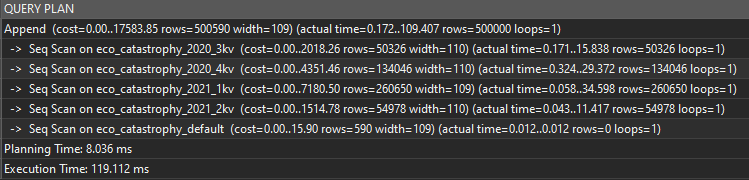 QUERY PLAN
Append  (cost=0.00..17583.85 rows=500590 width=109) (actual time=0.172..109.407 rows=500000 loops=1)
  ->  Seq Scan on eco_catastrophy_2020_3kv  (cost=0.00..2018.26 rows=50326 width=110) (actual time=0.171..15.838 rows=50326 loops=1)
  ->  Seq Scan on eco_catastrophy_2020_4kv  (cost=0.00..4351.46 rows=134046 width=110) (actual time=0.324..29.372 rows=134046 loops=1)
  ->  Seq Scan on eco_catastrophy_2021_1kv  (cost=0.00..7180.50 rows=260650 width=109) (actual time=0.058..34.598 rows=260650 loops=1)
  ->  Seq Scan on eco_catastrophy_2021_2kv  (cost=0.00..1514.78 rows=54978 width=110) (actual time=0.043..11.417 rows=54978 loops=1)
  ->  Seq Scan on eco_catastrophy_default  (cost=0.00..15.90 rows=590 width=109) (actual time=0.012..0.012 rows=0 loops=1)
Planning Time: 8.036 ms
Execution Time: 119.112 ms